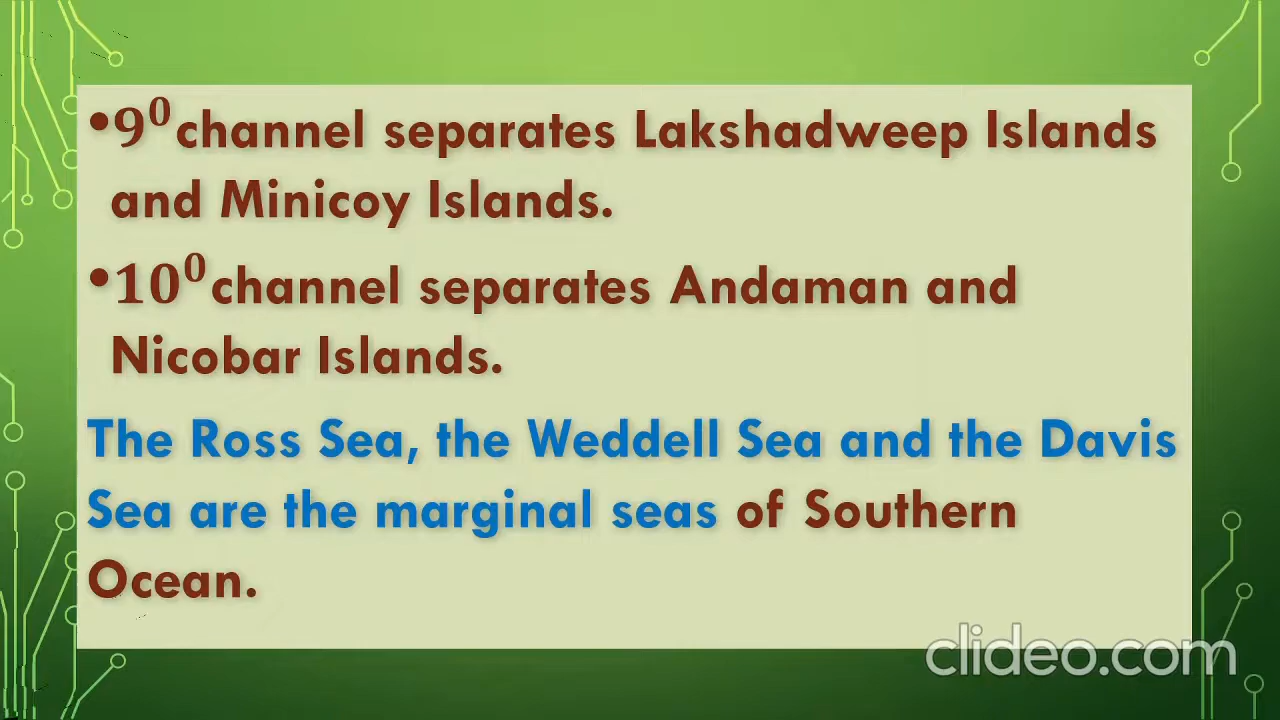 •9⁰channel separates Lakshadweep Islands
and Minicoy Islands.
•10⁰channel separates Andaman and
Nicobar Islands.
The Ross Sea, the Weddell Sea and the Davis
Sea are the marginal seas of Southern
Ocean.
clideo.com